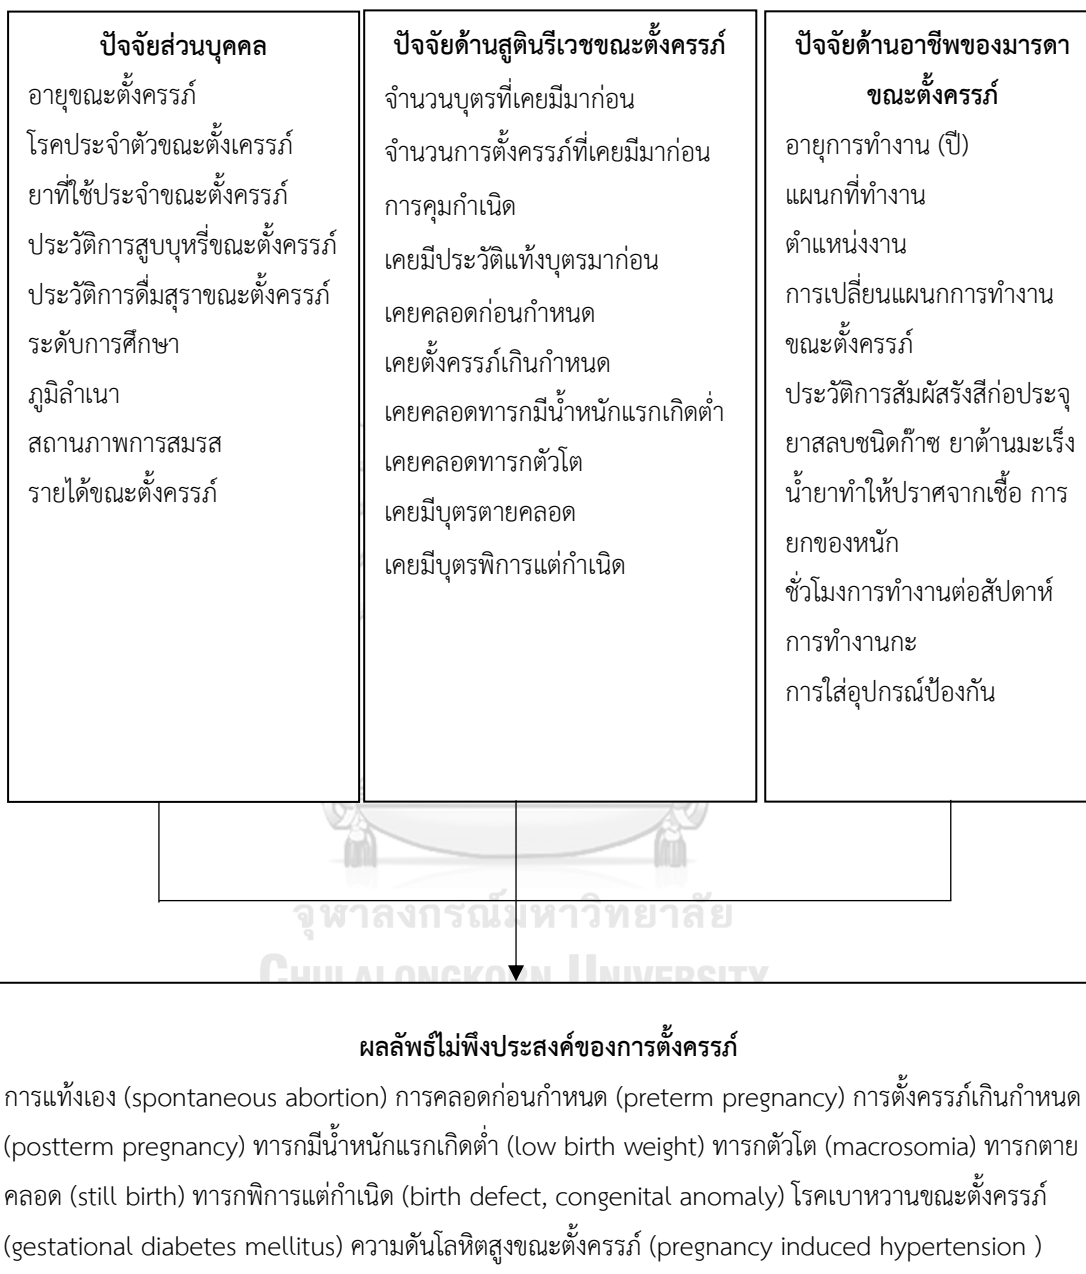 ปัจจัยส่วนบุคคล
อายุขณะตั้งครรภ์
โรคประจำตัวขณะตั้งเครรภ์
ยาที่ใช้ประจำขณะตั้งครรภ์
ประวัติการสูบบุหรี่ขณะตั้งครรภ์
ประวัติการดื่มสุราขณะตั้งครรภ์
ระดับการศึกษา
ภูมิลำเนา
สถานภาพการสมรส
รายได้ขณะตั้งครรภ์
ปัจจัยด้านสูตินรีเวชขณะตั้งครรภ์
จำนวนบุตรที่เคยมีมาก่อน
จำนวนการตั้งครรภ์ที่เคยมีมาก่อน
การคุมกำเนิด
เคยมีประวัติแท้งบุตรมาก่อน
เคยคลอดก่อนกำหนด
เคยตั้งครรภ์เกินกำหนด
เคยคลอดทารกมีน้ำหนักแรกเกิดต่ำ
เคยคลอดทารกตัวโต
เคยมีบุตรตายคลอด
เคยมีบุตรพิการแต่กำเนิด
ปัจจัยด้านอาชีพของมารดา
ขณะตั้งครรภ์
อายุการทำงาน (ปี)
แผนกที่ทำงาน
ตำแหน่งงาน
การเปลี่ยนแผนกการทำงาน
ขณะตั้งครรภ์
ประวัติการสัมผัสรังสีก่อประจุ
ยาสลบชนิดก๊าซ ยาต้านมะเร็ง
น้ำยาทำให้ปราศจากเชื้อ การ
ยกของหนัก
ชั่วโมงการทำงานต่อสัปดาห์
การทำงานกะ
การใส่อุปกรณ์ป้องกัน
จุฬาลงกรณ์มหาวิทยาลัย
CHULALONGKORN UNIVERSITY
ผลลัพธ์ไม่พึงประสงค์ของการตั้งครรภ์
การแท้งเอง (spontaneous abortion) การคลอดก่อนกำหนด (preterm pregnancy) การตั้งครรภ์เกินกำหนด
(postterm pregnancy) ทารกมีน้ำหนักแรกเกิดต่ำ (low birth weight) ทารกตัวโต (macrosomia) ทารกตาย
คลอด (still birth) ทารกพิการแต่กำเนิด (birth defect, congenital anomaly) โรคเบาหวานขณะตั้งครรภ์
(gestational diabetes mellitus) ความดันโลหิตสูงขณะตั้งครรภ์ (pregnancy induced hypertension )